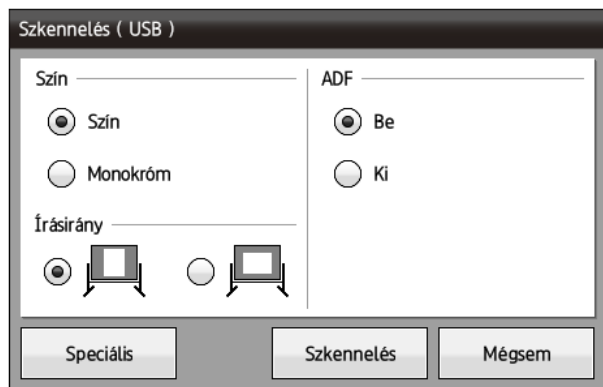 Szkennelés ( USB )
Szín
Szín
Monokróm
Írásirány
ADF
Be
Ki
Speciális
Szkennelés
Mégsem